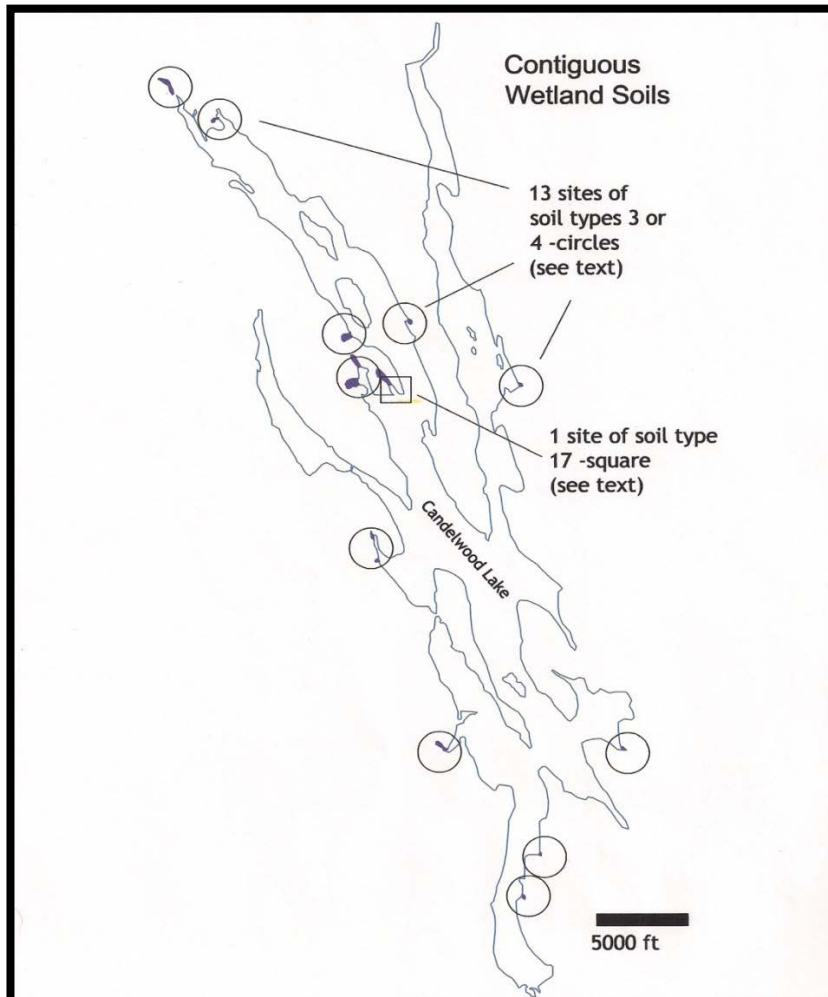 Contiguous
Wetland Soils
13 sites of
soil types 3 or
4 -circles
(see text)
1 site of soil type
17 -square
(see text)
Candelwood Lake
5000 ft